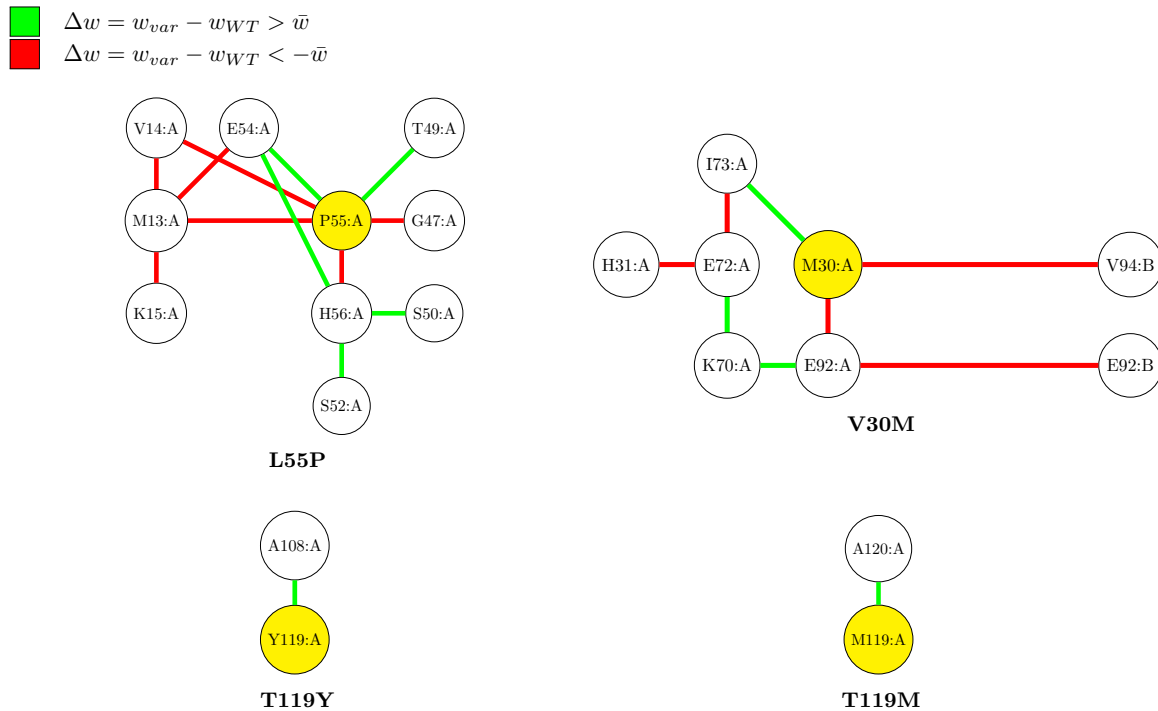 Δw = w_var − w_WT > w̄
Δw = w_var − w_WT < −w̄
V14:A
E54:A
T49:A
M13:A
P55:A
G47:A
K15:A
H56:A
S50:A
S52:A
L55P
I73:A
H31:A
E72:A
M30:A
V94:B
K70:A
E92:A
E92:B
V30M
A108:A
Y119:A
T119Y
A120:A
M119:A
T119M